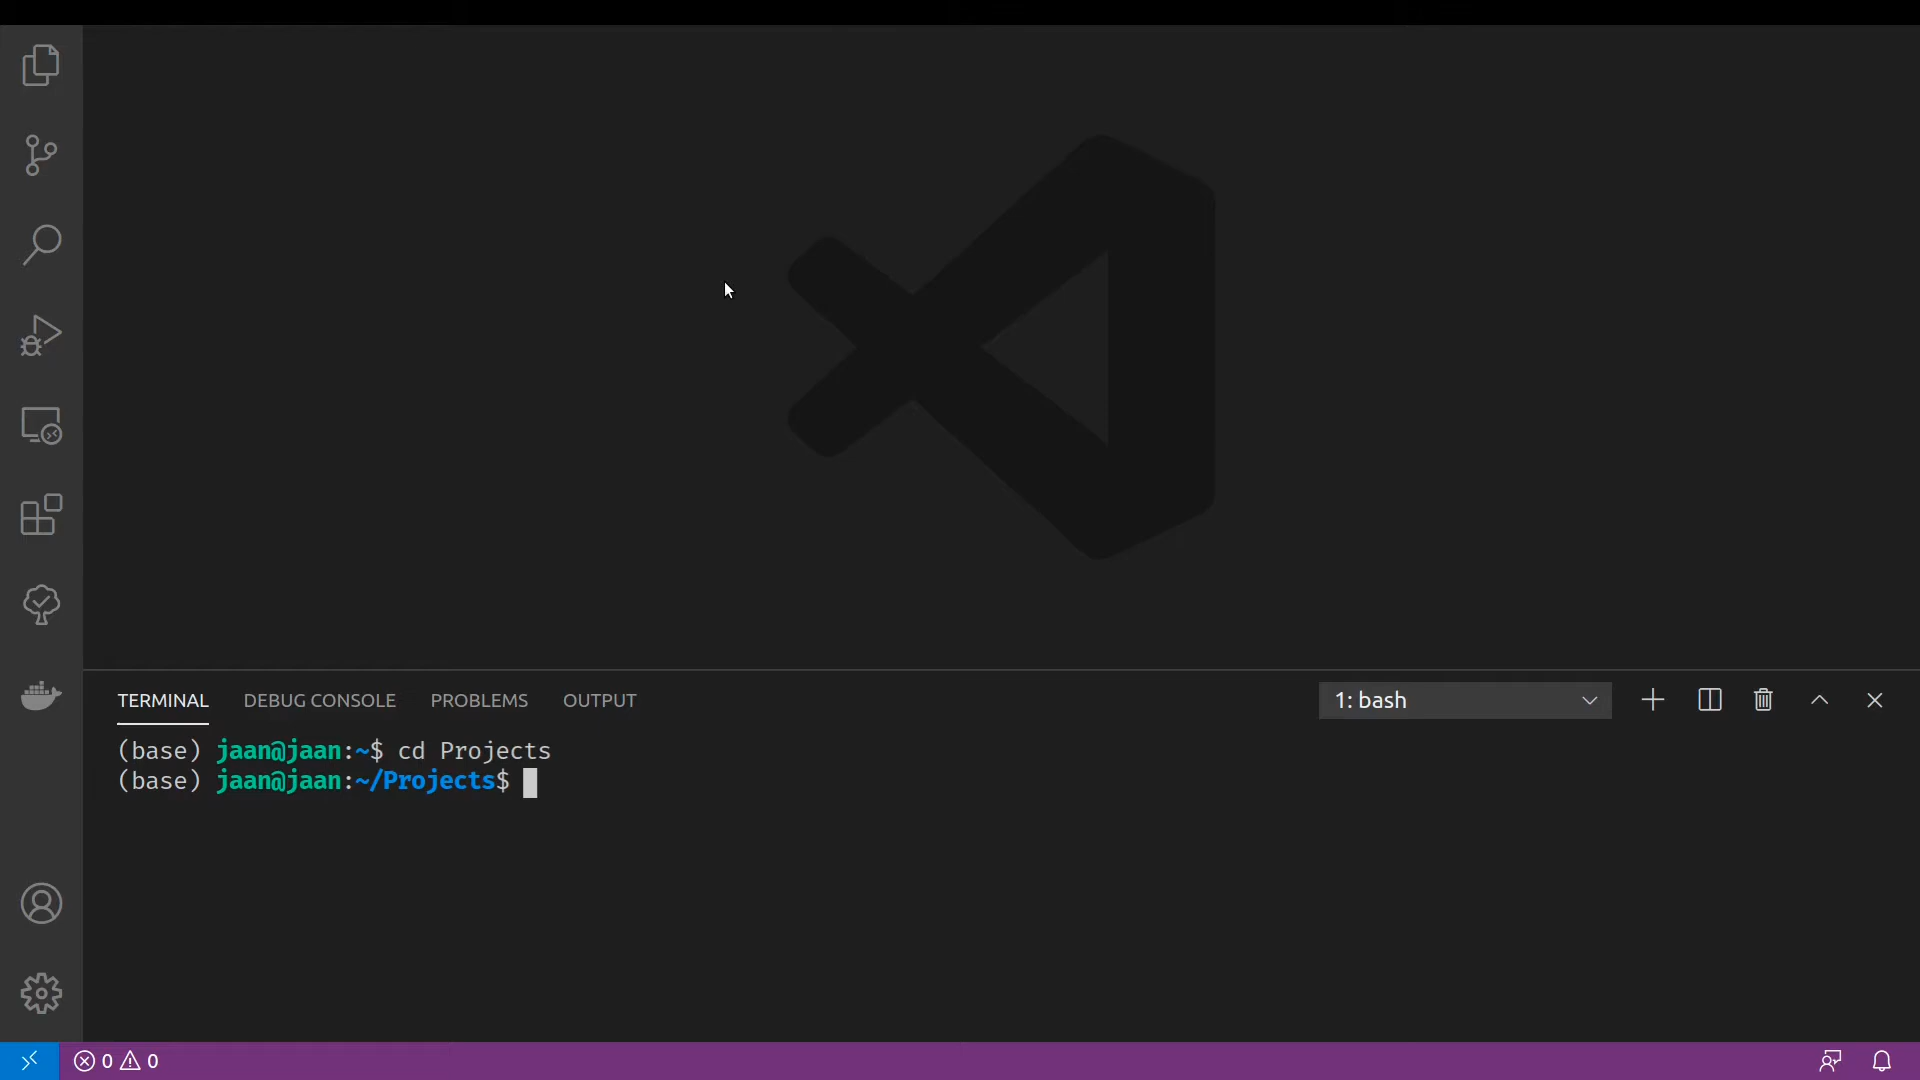 TERMINAL DEBUG CONSOLE PROBLEMS OUTPUT 1: bash
(base) jaan@jaan:~$ cd Projects
(base) jaan@jaan:~/Projects$
0 0